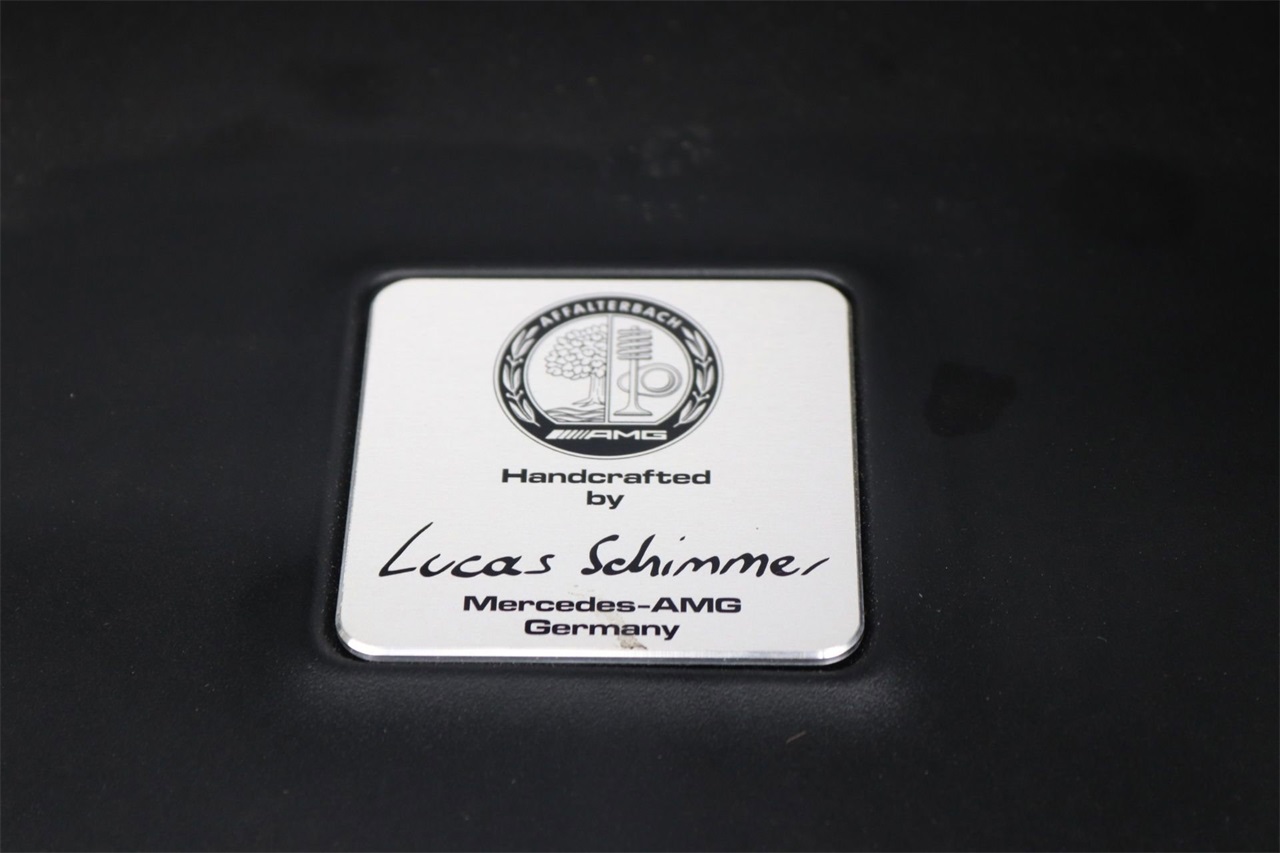 AFFALTERBACH
AMG
Handcrafted
by
Lucas Schimmer
Mercedes-AMG
Germany